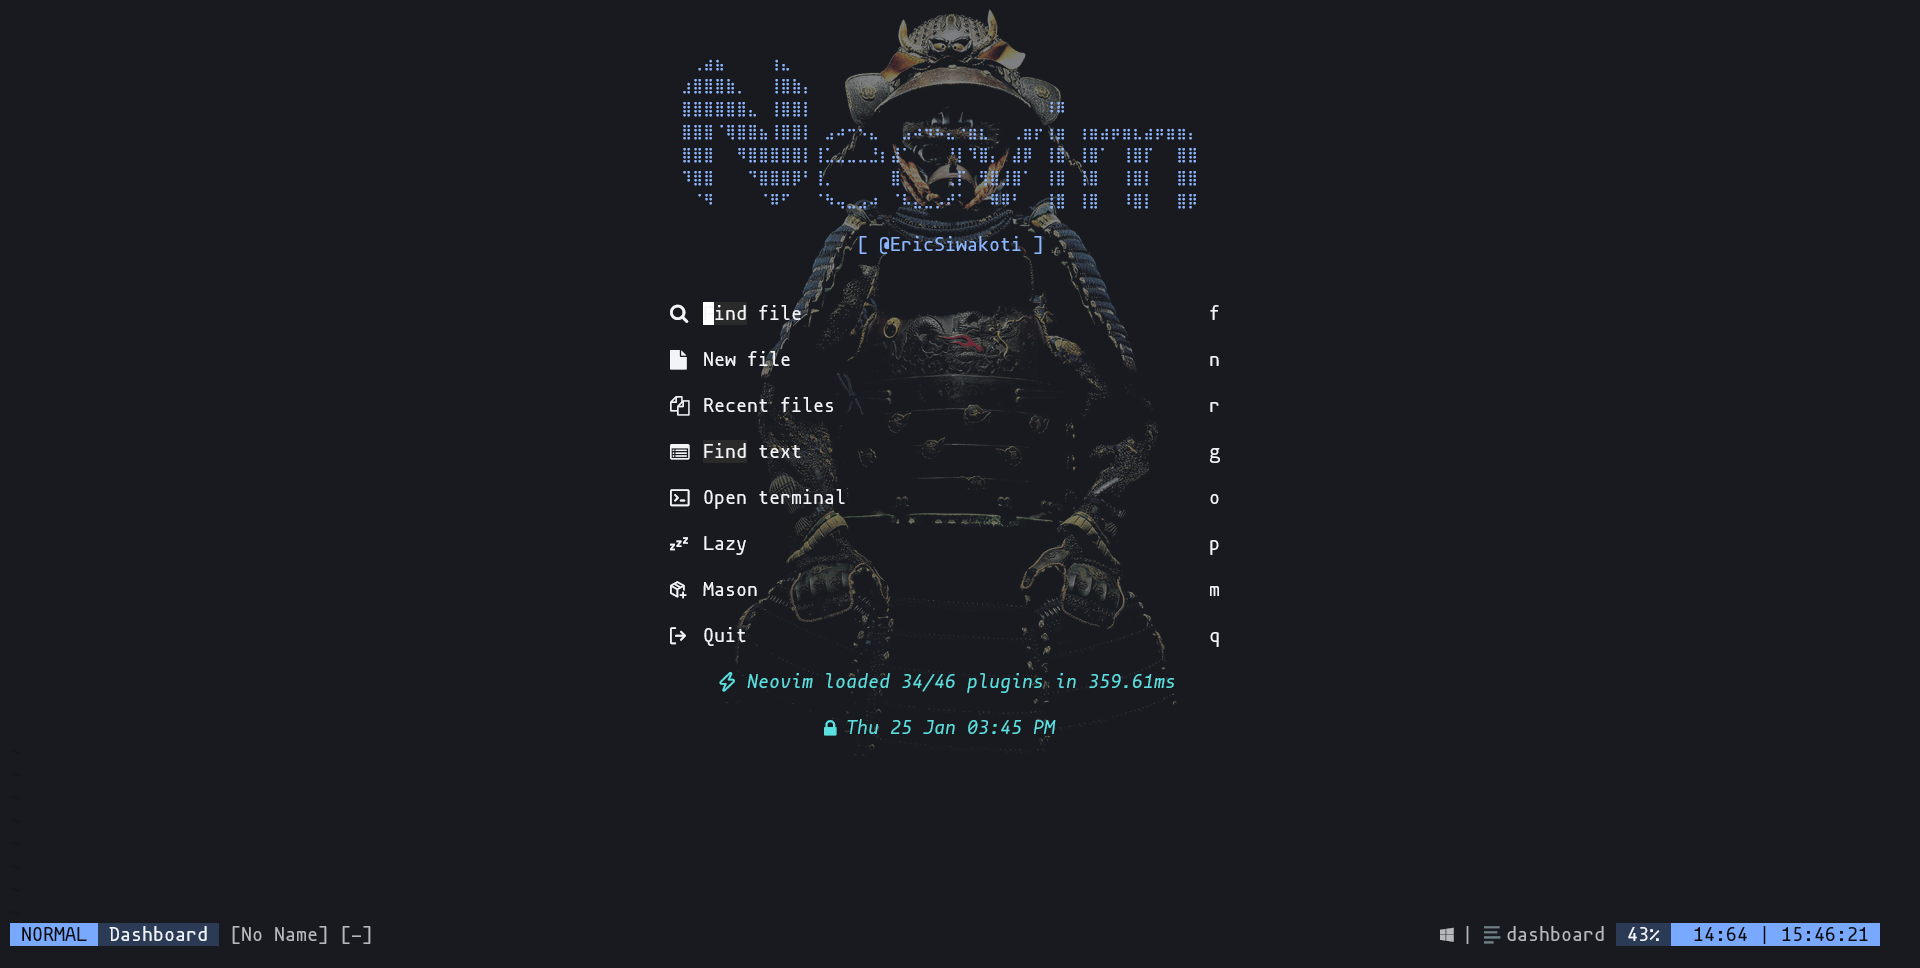 Neovim
[ @EricSiwakoti ]
Find file f
New file n
Recent files r
Find text g
Open terminal o
Lazy p
Mason m
Quit q
Neovim loaded 34/46 plugins in 359.61ms
Thu 25 Jan 03:45 PM
NORMAL Dashboard [No Name] [-] | dashboard 43% 14:64 | 15:46:21